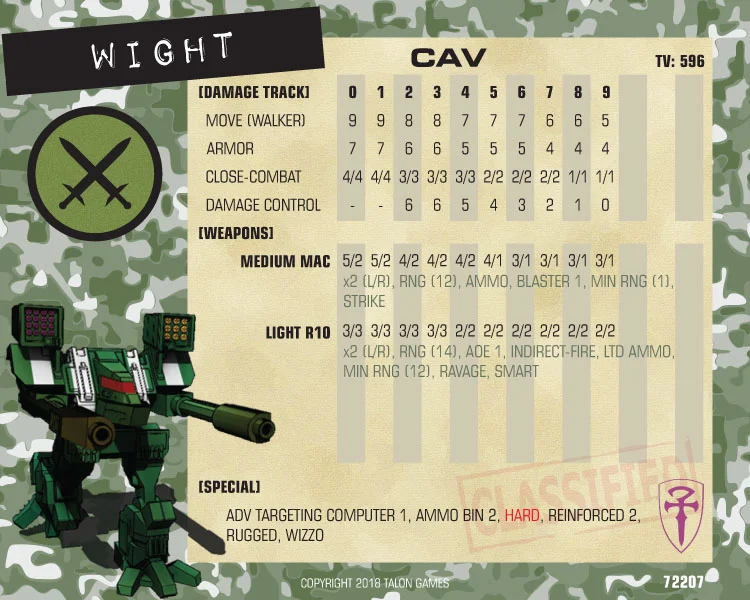 WIGHT
CAV
TV: 596
[DAMAGE TRACK] 0 1 2 3 4 5 6 7 8 9
MOVE (WALKER) 9 9 8 8 7 7 7 6 6 5
ARMOR 7 7 6 6 5 5 5 4 4 4
CLOSE-COMBAT 4/4 4/4 3/3 3/3 3/3 2/2 2/2 2/2 1/1 1/1
DAMAGE CONTROL - - 6 6 5 4 3 2 1 0
[WEAPONS]
MEDIUM MAC 5/2 5/2 4/2 4/2 4/2 4/1 3/1 3/1 3/1 3/1
x2 (L/R), RNG (12), AMMO, BLASTER 1, MIN RNG (1),
STRIKE
LIGHT R10 3/3 3/3 3/3 3/3 2/2 2/2 2/2 2/2 2/2 2/2
x2 (L/R), RNG (14), AOE 1, INDIRECT-FIRE, LTD AMMO,
MIN RNG (12), RAVAGE, SMART
CLASSIFIED
[SPECIAL]
ADV TARGETING COMPUTER 1, AMMO BIN 2, HARD, REINFORCED 2,
RUGGED, WIZZO
COPYRIGHT 2018 TALON GAMES
72207